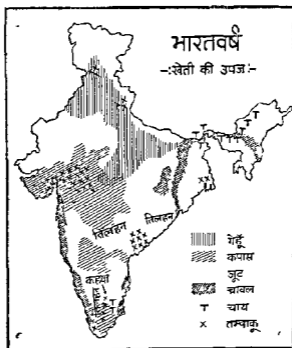 भारतवर्ष
-:खेती की उपज:-
T T
T
T T
तिलहन
तिलहन
कहवा
गेहूँ
कपास
जूट
चावल
T चाय
x तम्बाकू